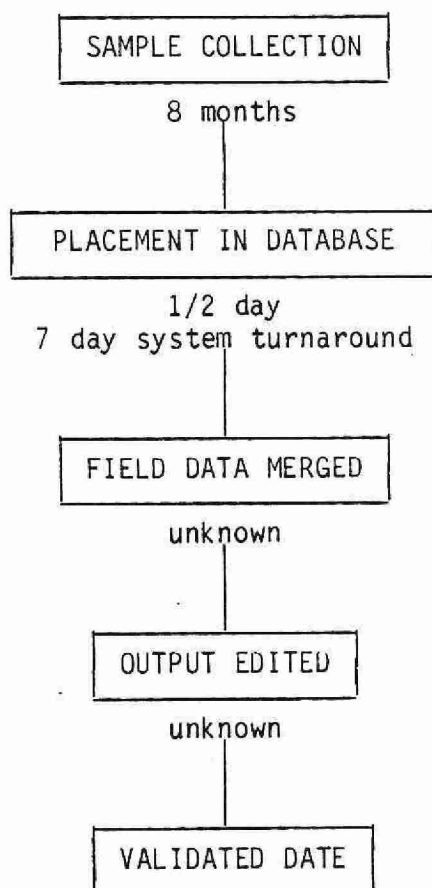 SAMPLE COLLECTION
8 months
PLACEMENT IN DATABASE
1/2 day
7 day system turnaround
FIELD DATA MERGED
unknown
OUTPUT EDITED
unknown
VALIDATED DATE